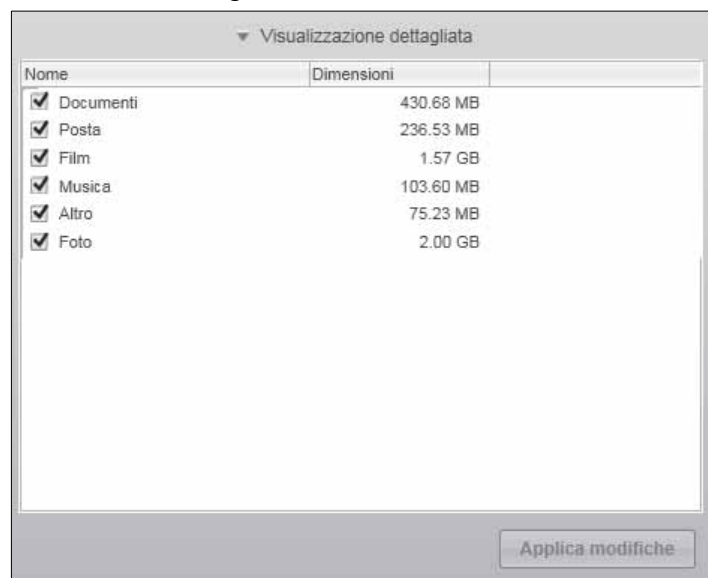 Visualizzazione dettagliata
Nome Dimensioni
Documenti 430.68 MB
Posta 236.53 MB
Film 1.57 GB
Musica 103.60 MB
Altro 75.23 MB
Foto 2.00 GB
Applica modifiche